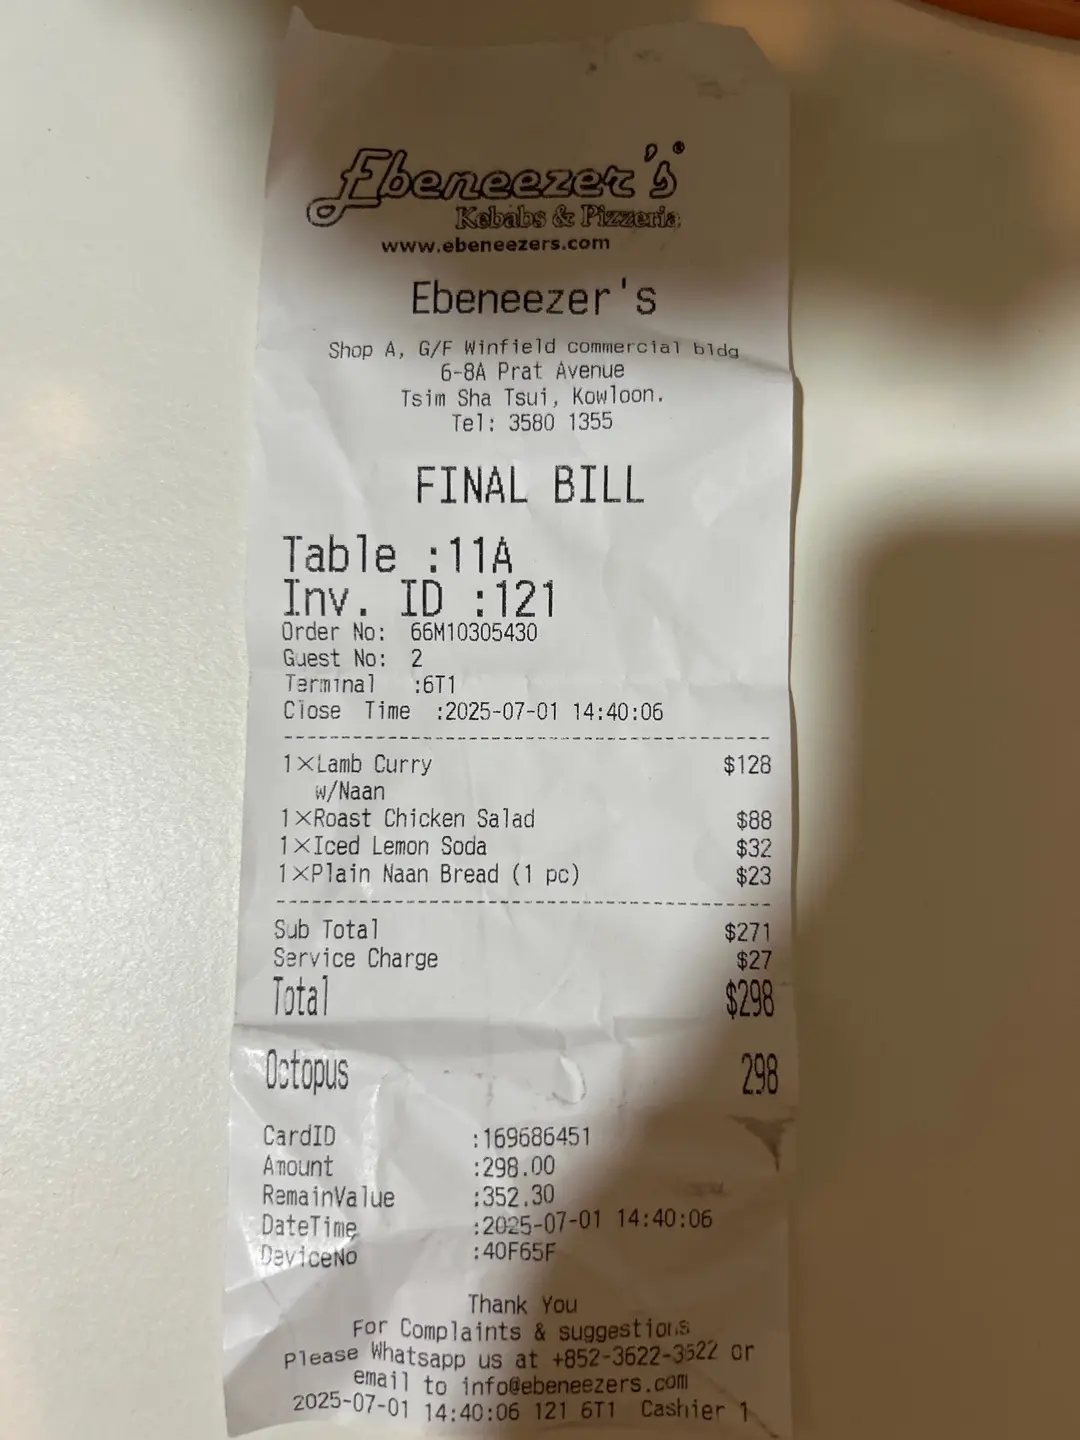 Ebeneezer's®
Kebabs & Pizzeria
www.ebeneezers.com
Ebeneezer's
Shop A, G/F Winfield commercial bldg
6-8A Prat Avenue
Tsim Sha Tsui, Kowloon.
Tel: 3580 1355
FINAL BILL
Table :11A
Inv. ID :121
Order No: 66M10305430
Guest No: 2
Terminal :6T1
Close Time :2025-07-01 14:40:06
1×Lamb Curry $128
w/Naan
1×Roast Chicken Salad $88
1×Iced Lemon Soda $32
1×Plain Naan Bread (1 pc) $23
Sub Total $271
Service Charge $27
Total $298
Octopus 298
CardID :169686451
Amount :298.00
RemainValue :352.30
DateTime :2025-07-01 14:40:06
DeviceNo :40F65F
Thank You
For Complaints & suggestions
Please Whatsapp us at +852-3622-3522 or
email to info@ebeneezers.com
2025-07-01 14:40:06 121 6T1 Cashier 1